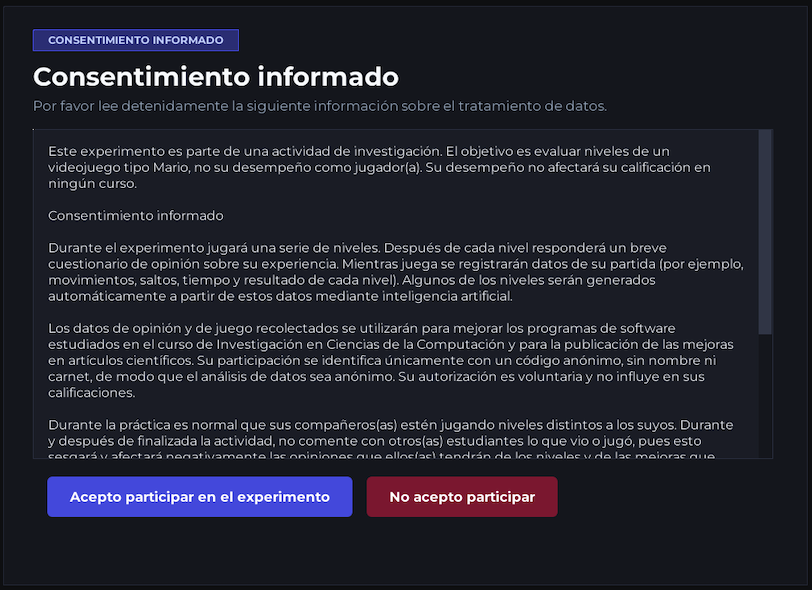 CONSENTIMIENTO INFORMADO
Consentimiento informado
Por favor lee detenidamente la siguiente información sobre el tratamiento de datos.
Este experimento es parte de una actividad de investigación. El objetivo es evaluar niveles de un
videojuego tipo Mario, no su desempeño como jugador(a). Su desempeño no afectará su calificación en
ningún curso.
Consentimiento informado
Durante el experimento jugará una serie de niveles. Después de cada nivel responderá un breve
cuestionario de opinión sobre su experiencia. Mientras juega se registrarán datos de su partida (por ejemplo,
movimientos, saltos, tiempo y resultado de cada nivel). Algunos de los niveles serán generados
automáticamente a partir de estos datos mediante inteligencia artificial.
Los datos de opinión y de juego recolectados se utilizarán para mejorar los programas de software
estudiados en el curso de Investigación en Ciencias de la Computación y para la publicación de las mejoras
en artículos científicos. Su participación se identifica únicamente con un código anónimo, sin nombre ni
carnet, de modo que el análisis de datos sea anónimo. Su autorización es voluntaria y no influye en sus
calificaciones.
Durante la práctica es normal que sus compañeros(as) estén jugando niveles distintos a los suyos. Durante
y después de finalizada la actividad, no comente con otros(as) estudiantes lo que vio o jugó, pues esto
sesgará y afectará negativamente las opiniones que ellos(as) tendrán de los niveles y de las mejoras que
Acepto participar en el experimento
No acepto participar